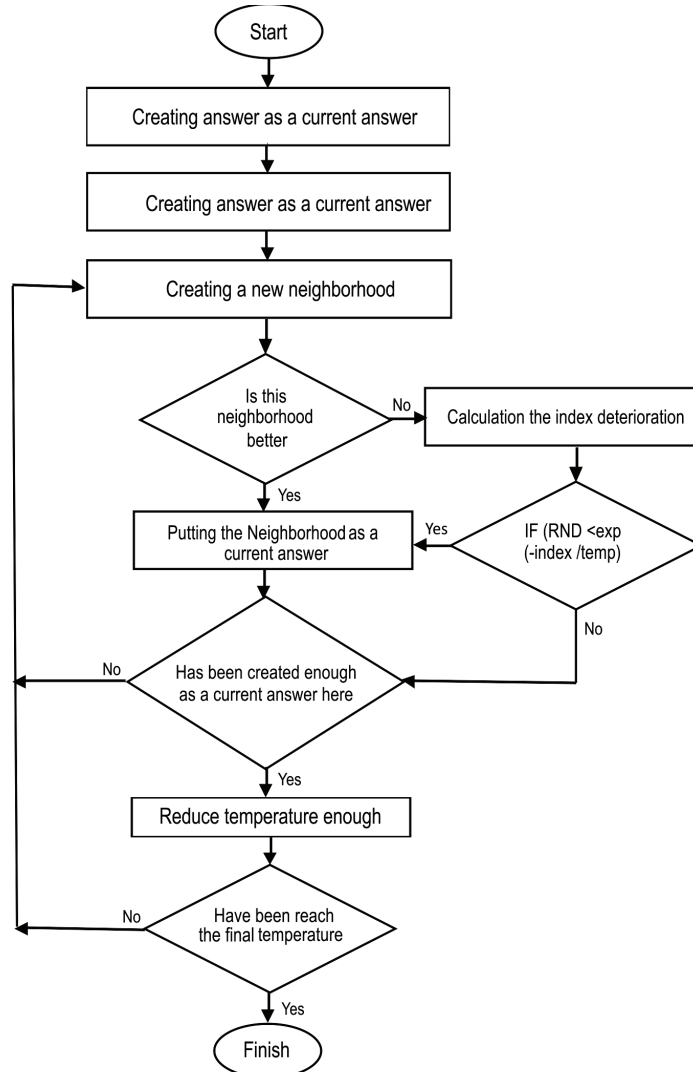 Start
Creating answer as a current answer
Creating answer as a current answer
Creating a new neighborhood
Is this
neighborhood
better
No
Calculation the index deterioration
Yes
Putting the Neighborhood as a
current answer
Yes
IF (RND <exp
(-index /temp)
No
No
Has been created enough
as a current answer here
Yes
Reduce temperature enough
No
Have been reach
the final temperature
Yes
Finish